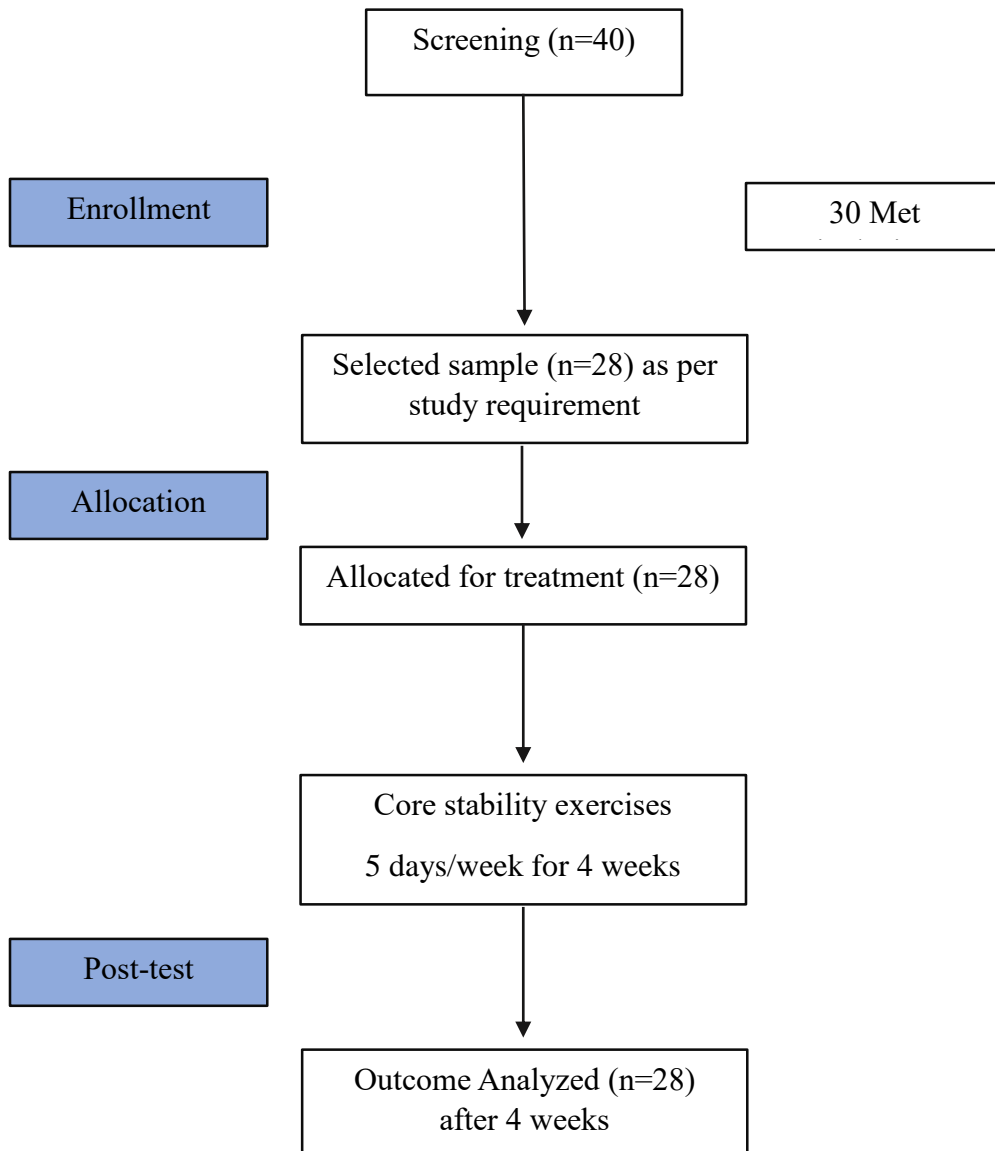 Screening (n=40)
Enrollment
30 Met
Selected sample (n=28) as per
study requirement
Allocation
Allocated for treatment (n=28)
Core stability exercises
5 days/week for 4 weeks
Post-test
Outcome Analyzed (n=28)
after 4 weeks